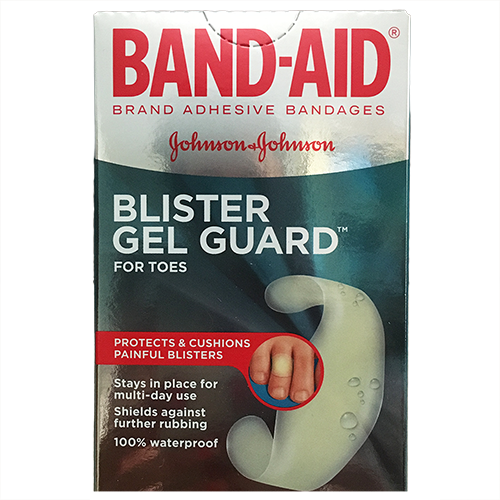 BAND-AID®
BRAND ADHESIVE BANDAGES
Johnson & Johnson
BLISTER
GEL GUARD™
FOR TOES
PROTECTS & CUSHIONS
PAINFUL BLISTERS
Stays in place for
multi-day use
Shields against
further rubbing
100% waterproof